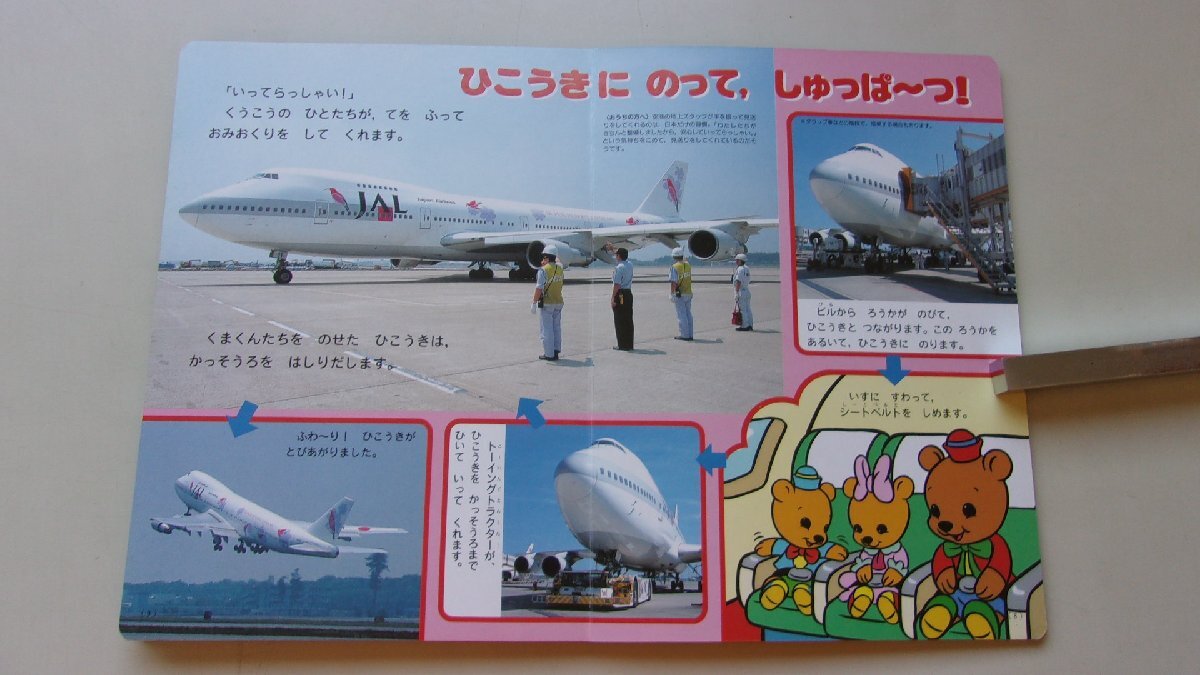 ひこうきに のって, しゅっぱ〜つ!
「いってらっしゃい!」
くうこうの ひとたちが, てを ふって
おみおくりを して くれます。
くまくんたちを のせた ひこうきは,
かっそうろを はしりだします。
JAL
Japan Airlines
ビルから ろうかが のびて,
ひこうきと つながります。この ろうかを
あるいて, ひこうきに のります。
いすに すわって,
シートベルトを しめます。
トーイングトラクターが,
ひこうきを かっそうろまで
ひいて いって くれます。
ふわ〜り! ひこうきが
とびあがりました。
JAL